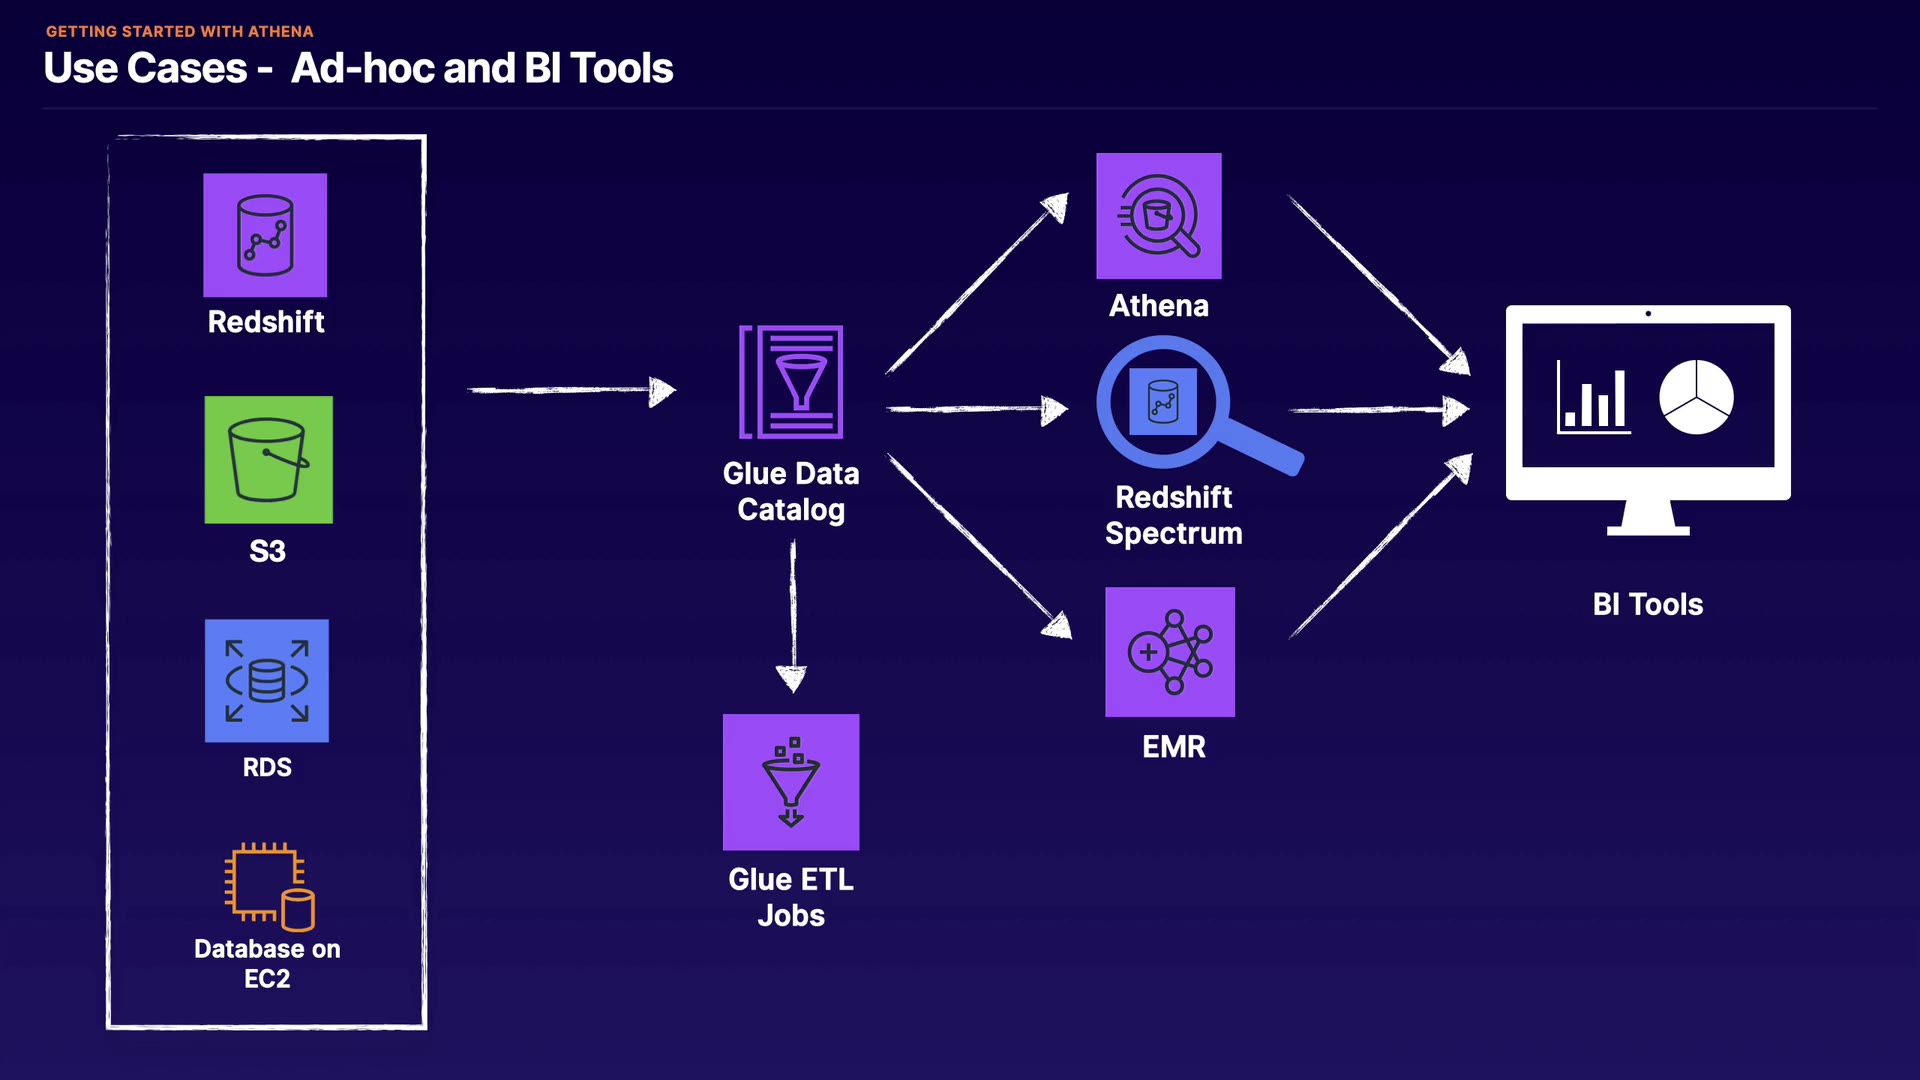 GETTING STARTED WITH ATHENA
Use Cases - Ad-hoc and BI Tools
Redshift
S3
RDS
Database on
EC2
Glue Data
Catalog
Glue ETL
Jobs
Athena
Redshift
Spectrum
EMR
BI Tools